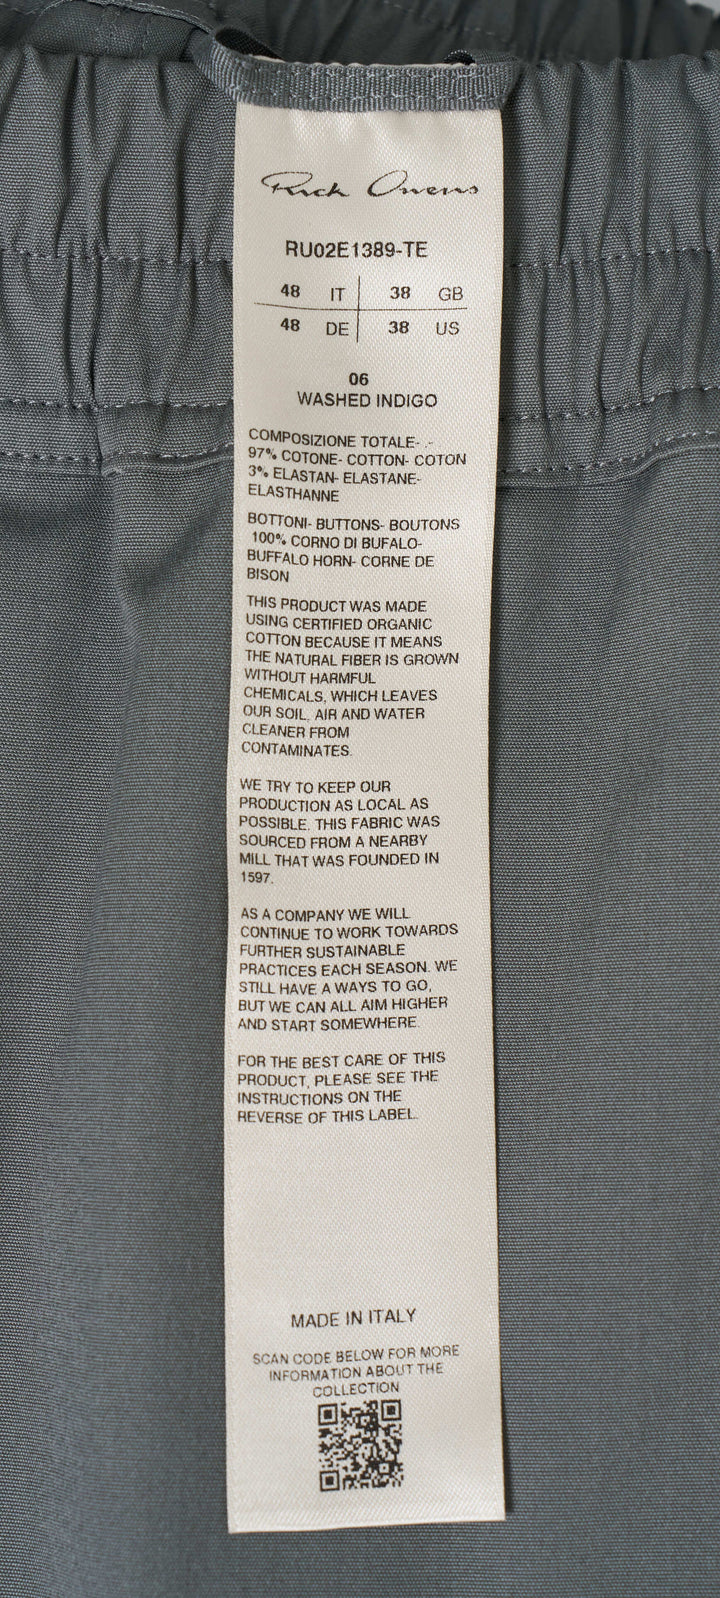 Rick Owens
RU02E1389-TE
48 IT 38 GB
48 DE 38 US
06
WASHED INDIGO
COMPOSIZIONE TOTALE- .-
97% COTONE- COTTON- COTON
3% ELASTAN- ELASTANE-
ELASTHANNE
BOTTONI- BUTTONS- BOUTONS
100% CORNO DI BUFALO-
BUFFALO HORN- CORNE DE
BISON
THIS PRODUCT WAS MADE
USING CERTIFIED ORGANIC
COTTON BECAUSE IT MEANS
THE NATURAL FIBER IS GROWN
WITHOUT HARMFUL
CHEMICALS, WHICH LEAVES
OUR SOIL, AIR AND WATER
CLEANER FROM
CONTAMINATES.
WE TRY TO KEEP OUR
PRODUCTION AS LOCAL AS
POSSIBLE. THIS FABRIC WAS
SOURCED FROM A NEARBY
MILL THAT WAS FOUNDED IN
1597.
AS A COMPANY WE WILL
CONTINUE TO WORK TOWARDS
FURTHER SUSTAINABLE
PRACTICES EACH SEASON. WE
STILL HAVE A WAYS TO GO,
BUT WE CAN ALL AIM HIGHER
AND START SOMEWHERE.
FOR THE BEST CARE OF THIS
PRODUCT, PLEASE SEE THE
INSTRUCTIONS ON THE
REVERSE OF THIS LABEL.
MADE IN ITALY
SCAN CODE BELOW FOR MORE
INFORMATION ABOUT THE
COLLECTION